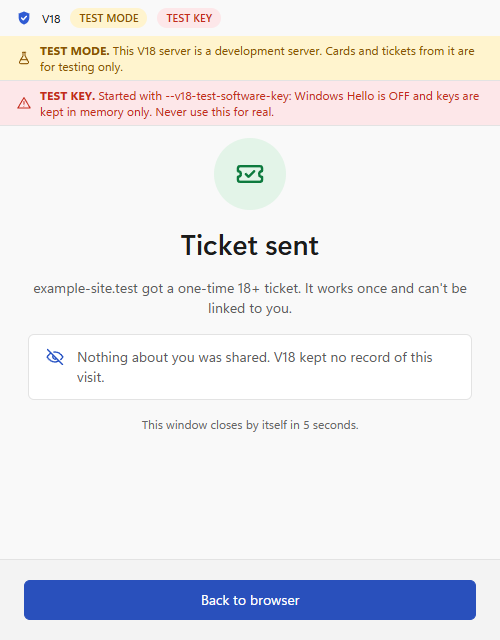 V18 TEST MODE TEST KEY
TEST MODE. This V18 server is a development server. Cards and tickets from it are
for testing only.
TEST KEY. Started with --v18-test-software-key: Windows Hello is OFF and keys are
kept in memory only. Never use this for real.
Ticket sent
example-site.test got a one-time 18+ ticket. It works once and can't be
linked to you.
Nothing about you was shared. V18 kept no record of this
visit.
This window closes by itself in 5 seconds.
Back to browser